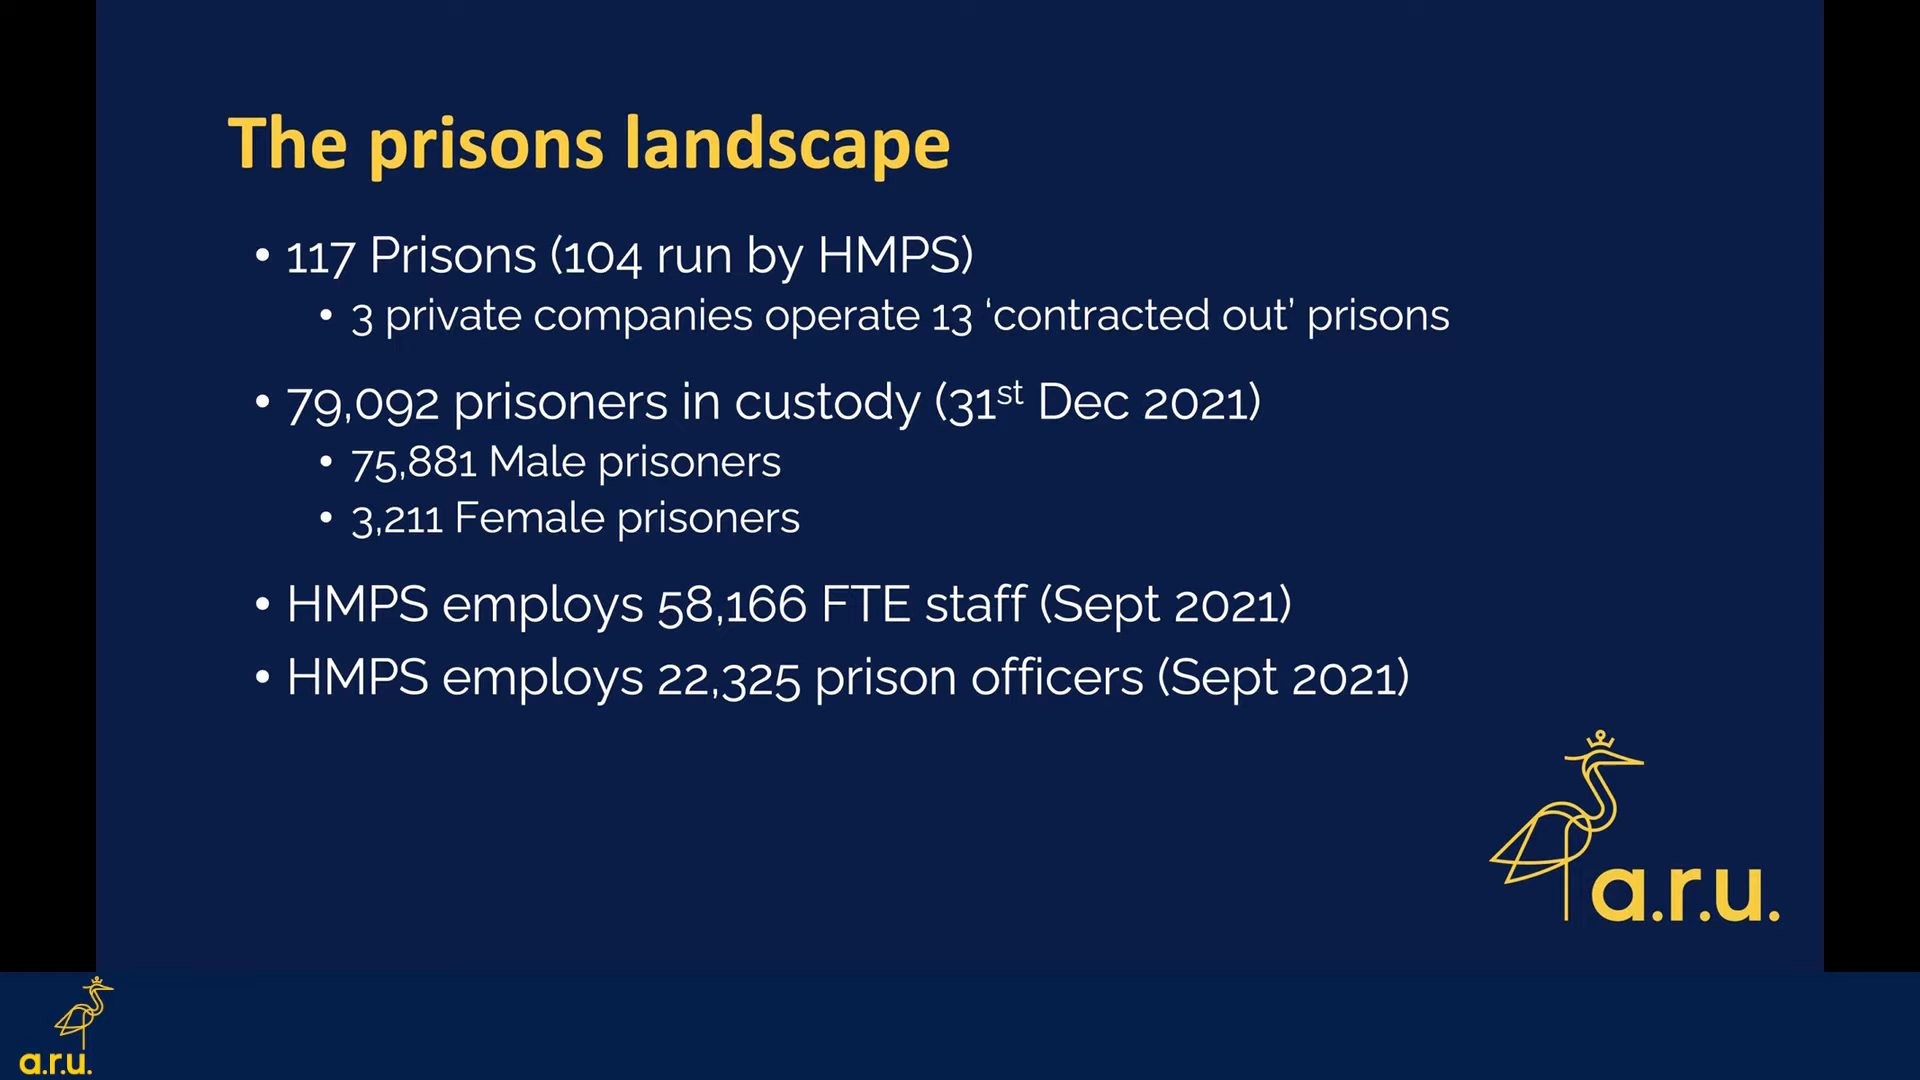 The prisons landscape
• 117 Prisons (104 run by HMPS)
• 3 private companies operate 13 ‘contracted out’ prisons
• 79,092 prisoners in custody (31st Dec 2021)
• 75,881 Male prisoners
• 3,211 Female prisoners
• HMPS employs 58,166 FTE staff (Sept 2021)
• HMPS employs 22,325 prison officers (Sept 2021)
a.r.u.
a.r.u.